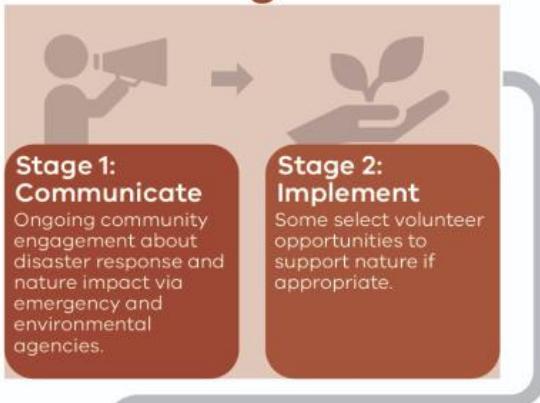 Stage 1:
Communicate
Ongoing community
engagement about
disaster response and
nature impact via
emergency and
environmental
agencies.
Stage 2:
Implement
Some select volunteer
opportunities to
support nature if
appropriate.